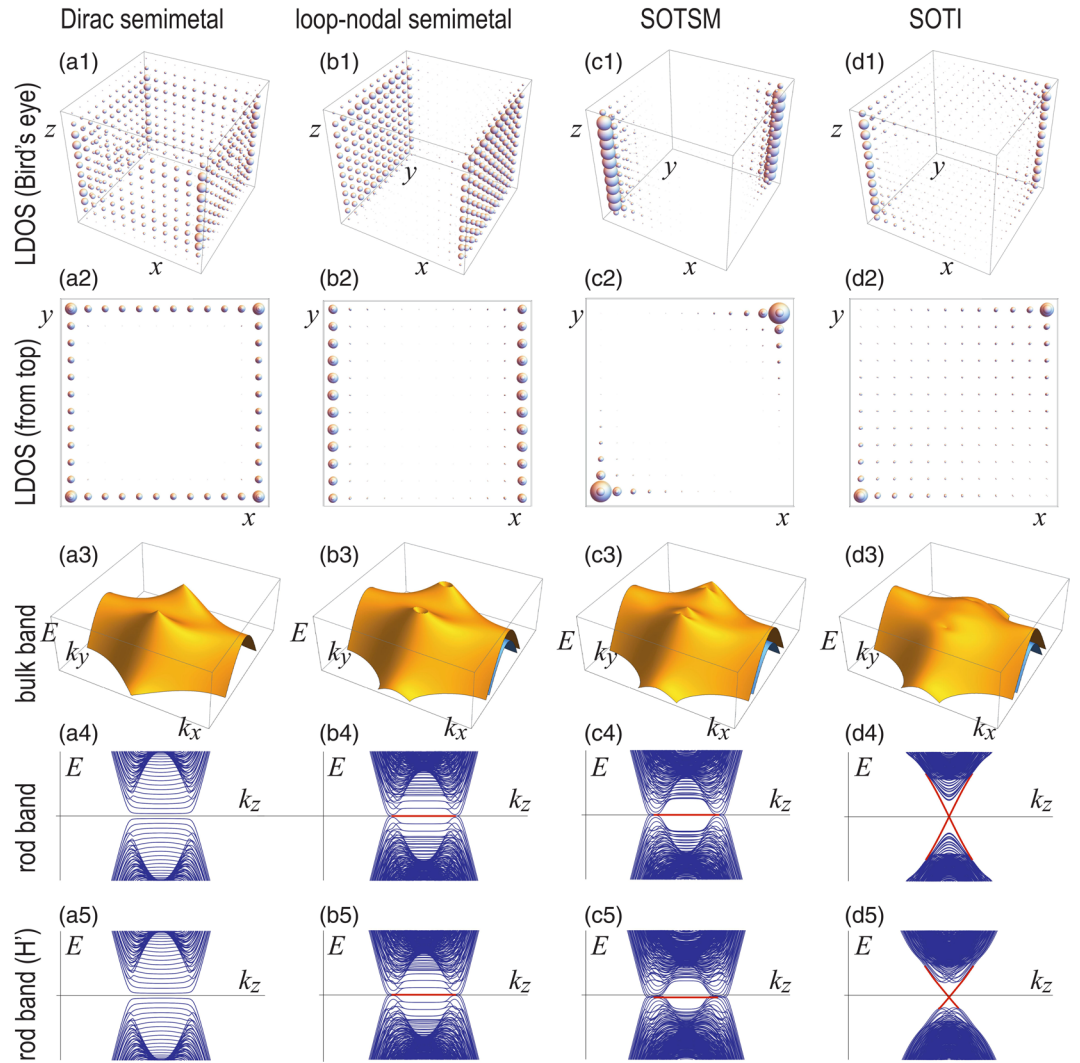 Dirac semimetal loop-nodal semimetal SOTSM SOTI
LDOS (Bird's eye)
(a1) (b1) (c1) (d1)
z z z z
y y y
x x x x
LDOS (from top)
(a2) (b2) (c2) (d2)
y y y y
x x x x
bulk band
(a3) (b3) (c3) (d3)
E E E E
ky ky ky ky
kx kx kx kx
rod band
(a4) (b4) (c4) (d4)
E E E E
kz kz kz kz
rod band (H')
(a5) (b5) (c5) (d5)
E E E E
kz kz kz kz